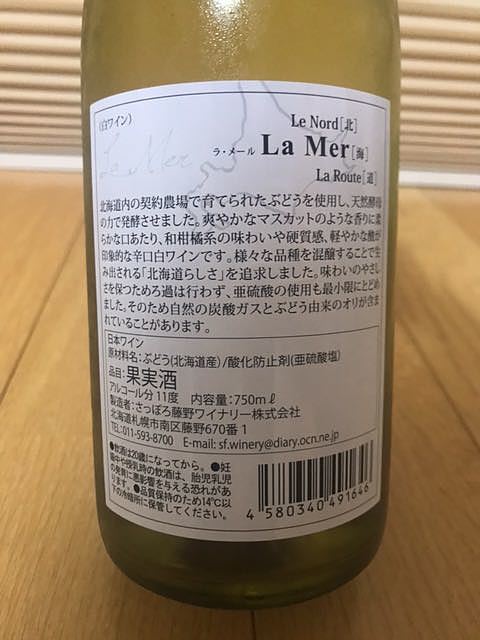 (白ワイン)
Le Nord[北]
Le Mer
ラ・メール La Mer[海]
La Route[道]
北海道内の契約農場で育てられたぶどうを使用し、天然酵母
の力で発酵させました。爽やかなマスカットのような香りに柔
らかな口あたり、和柑橘系の味わいや硬質感、軽やかな酸が
印象的な辛口白ワインです。様々な品種を混醸することで生
み出される「北海道らしさ」を追求しました。味わいのやさし
さを保つためろ過は行わず、亜硫酸の使用も最小限にとどめ
ました。そのため自然の炭酸ガスとぶどう由来のオリが含ま
れていることがあります。
日本ワイン
原材料名:ぶどう(北海道産)/酸化防止剤(亜硫酸塩)
品目:果実酒
アルコール分 11度 内容量:750mℓ
製造者:さっぽろ藤野ワイナリー株式会社
北海道札幌市南区藤野670番1
TEL:011-593-8700 E-mail: sf.winery@diary.ocn.ne.jp
●飲酒は20歳になってから。●妊
娠中や授乳時の飲酒は、胎児乳児
の発育に悪影響を与える恐れがあ
ります。●品質保持のため14℃以
下の冷暗所に保管してください。
4 580340 491646